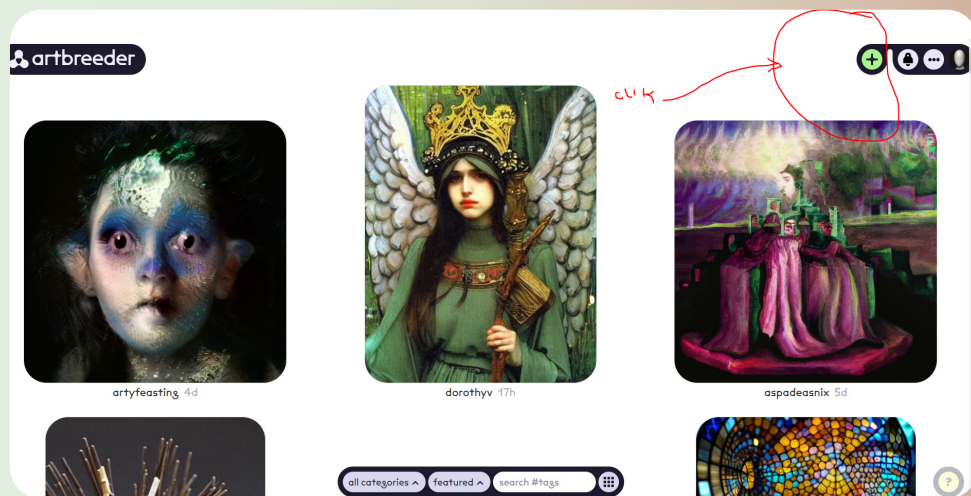 artbreeder
clik
artyfeasting 4d
dorothyv 17h
aspadeasnix 5d
all categories featured search #tags
?